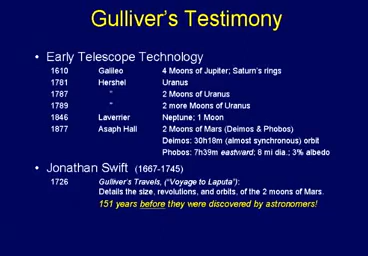 Gulliver's Testimony
• Early Telescope Technology
1610 Galileo 4 Moons of Jupiter; Saturn's rings
1781 Hershel Uranus
1787 " 2 Moons of Uranus
1789 " 2 more Moons of Uranus
1846 Laverrier Neptune; 1 Moon
1877 Asaph Hall 2 Moons of Mars (Deimos & Phobos)
Deimos: 30h18m (almost synchronous) orbit
Phobos: 7h39m eastward; 8 mi dia.; 3% albedo
• Jonathan Swift (1667-1745)
1726 Gulliver's Travels, ("Voyage to Laputa"):
Details the size, revolutions, and orbits, of the 2 moons of Mars.
151 years before they were discovered by astronomers!